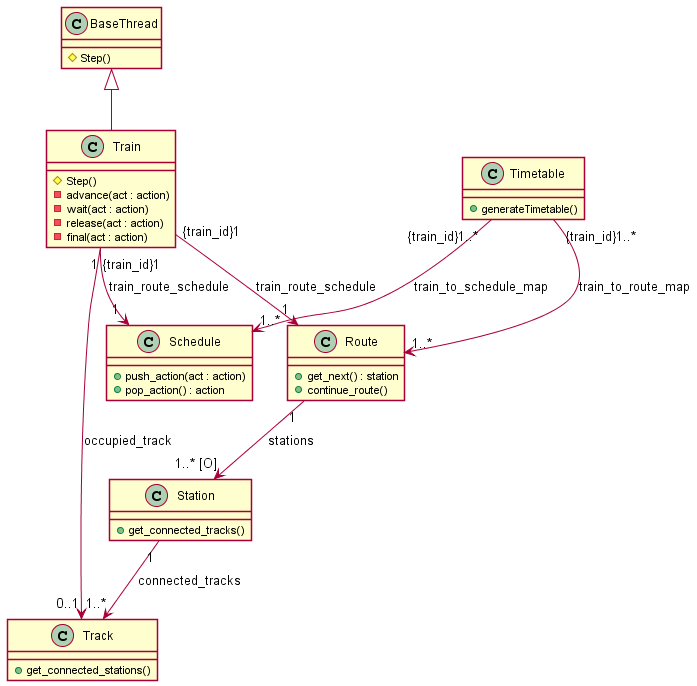 C BaseThread
Step()
C Train
Step()
advance(act : action)
wait(act : action)
release(act : action)
final(act : action)
C Timetable
generateTimetable()
{train_id}1
{train_id}1..*
{train_id}1..*
1
{train_id}1
train_route_schedule
train_route_schedule
train_to_schedule_map
train_to_route_map
1
1..*
1
1..*
C Schedule
push_action(act : action)
pop_action() : action
C Route
get_next() : station
continue_route()
1
occupied_track
stations
1..* [O]
C Station
get_connected_tracks()
1
connected_tracks
0..1
1..*
C Track
get_connected_stations()